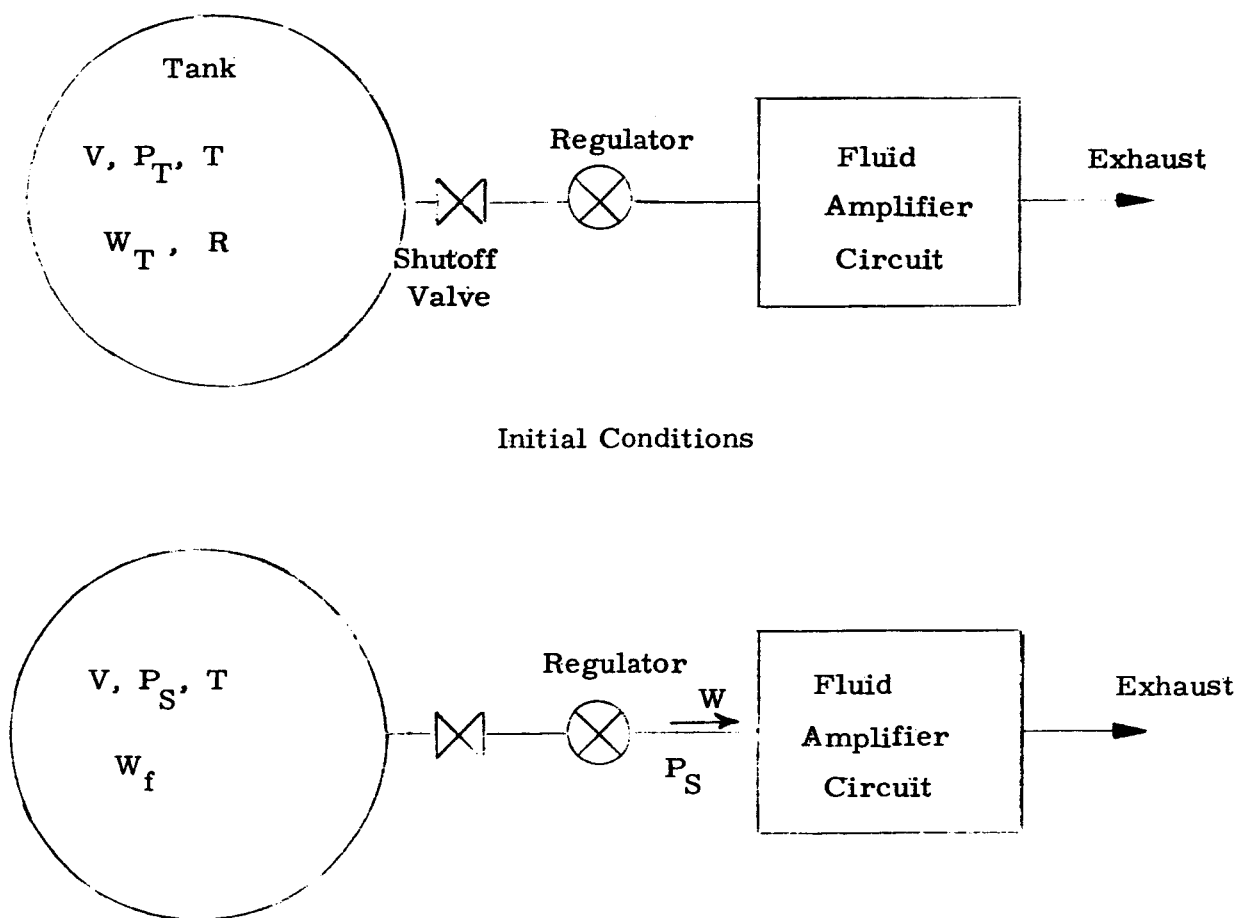 Tank
V, P_T, T
W_T, R
Shutoff
Valve
Regulator
Fluid
Amplifier
Circuit
Exhaust
Initial Conditions
V, P_S, T
W_f
Regulator
W
P_S
Fluid
Amplifier
Circuit
Exhaust